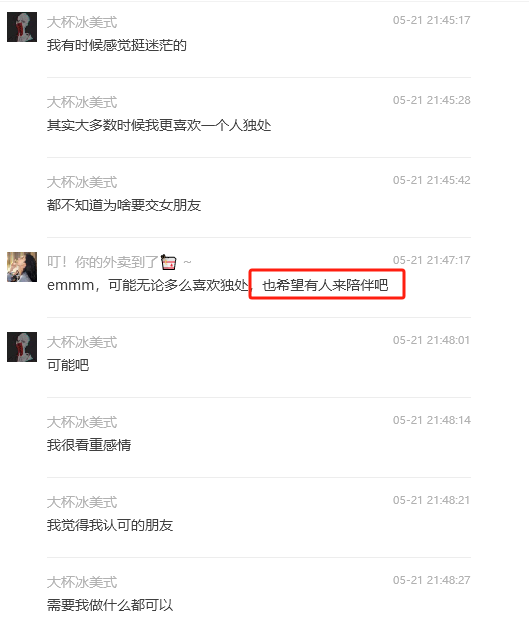 大杯冰美式 05-21 21:45:17
我有时候感觉挺迷茫的
大杯冰美式 05-21 21:45:28
其实大多数时候我更喜欢一个人独处
大杯冰美式 05-21 21:45:42
都不知道为啥要交女朋友
叮！你的外卖到了 ~ 05-21 21:47:17
emmm，可能无论多么喜欢独处，也希望有人来陪伴吧
大杯冰美式 05-21 21:48:01
可能吧
大杯冰美式 05-21 21:48:14
我很看重感情
大杯冰美式 05-21 21:48:21
我觉得我认可的朋友
大杯冰美式 05-21 21:48:27
需要我做什么都可以